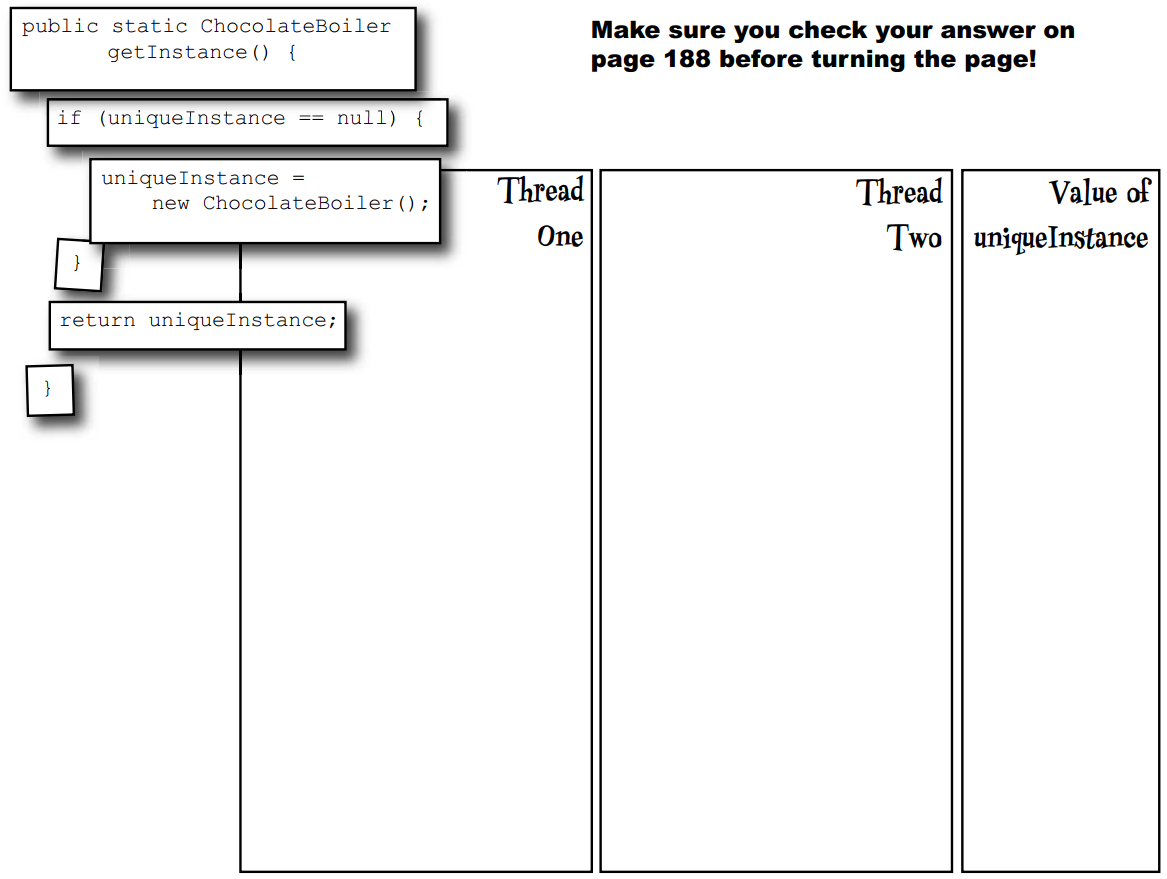 public static ChocolateBoiler
getInstance() {
Make sure you check your answer on
page 188 before turning the page!
if (uniqueInstance == null) {
uniqueInstance =
new ChocolateBoiler();
}
return uniqueInstance;
}
Thread
One
Thread
Two
Value of
uniqueInstance